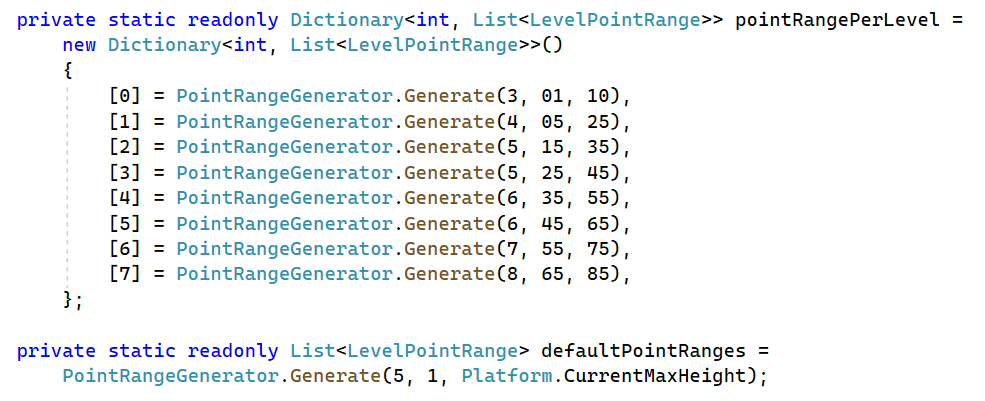 private static readonly Dictionary<int, List<LevelPointRange>> pointRangePerLevel =
    new Dictionary<int, List<LevelPointRange>>()
    {
        [0] = PointRangeGenerator.Generate(3, 01, 10),
        [1] = PointRangeGenerator.Generate(4, 05, 25),
        [2] = PointRangeGenerator.Generate(5, 15, 35),
        [3] = PointRangeGenerator.Generate(5, 25, 45),
        [4] = PointRangeGenerator.Generate(6, 35, 55),
        [5] = PointRangeGenerator.Generate(6, 45, 65),
        [6] = PointRangeGenerator.Generate(7, 55, 75),
        [7] = PointRangeGenerator.Generate(8, 65, 85),
    };

private static readonly List<LevelPointRange> defaultPointRanges =
    PointRangeGenerator.Generate(5, 1, Platform.CurrentMaxHeight);